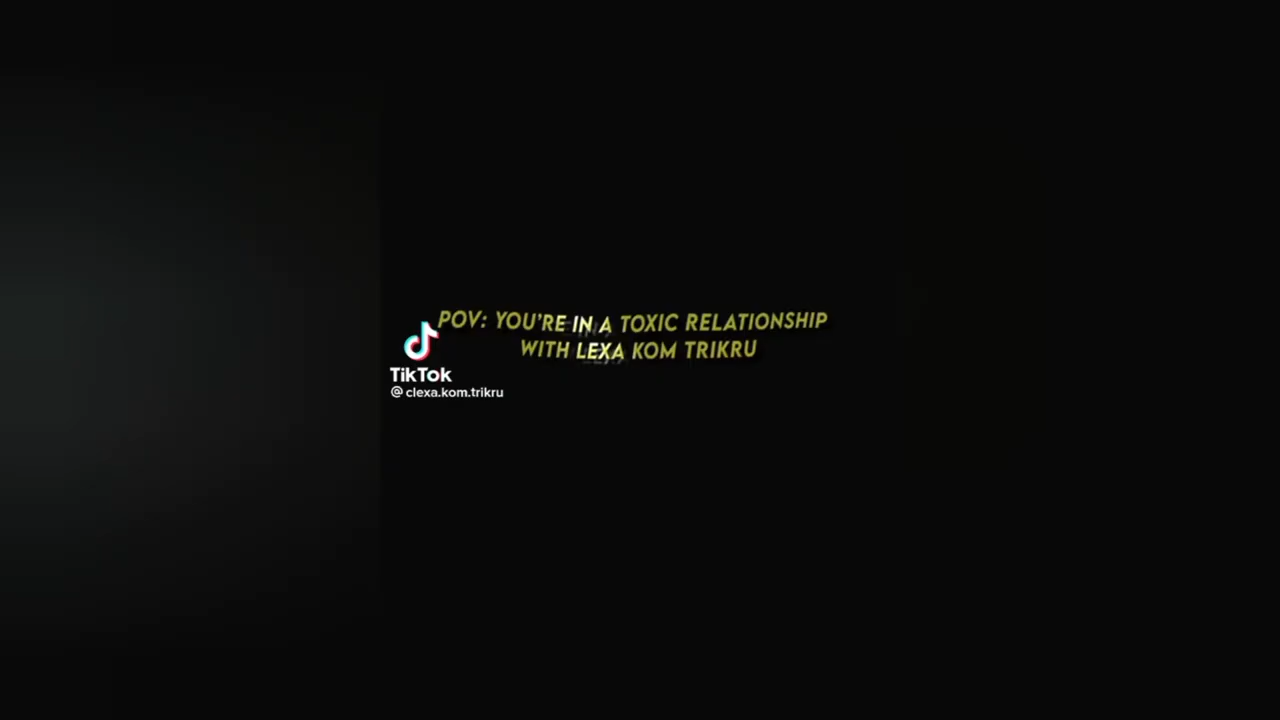 POV: YOU'RE IN A TOXIC RELATIONSHIP
WITH LEXA KOM TRIKRU
TikTok
@ clexa.kom.trikru